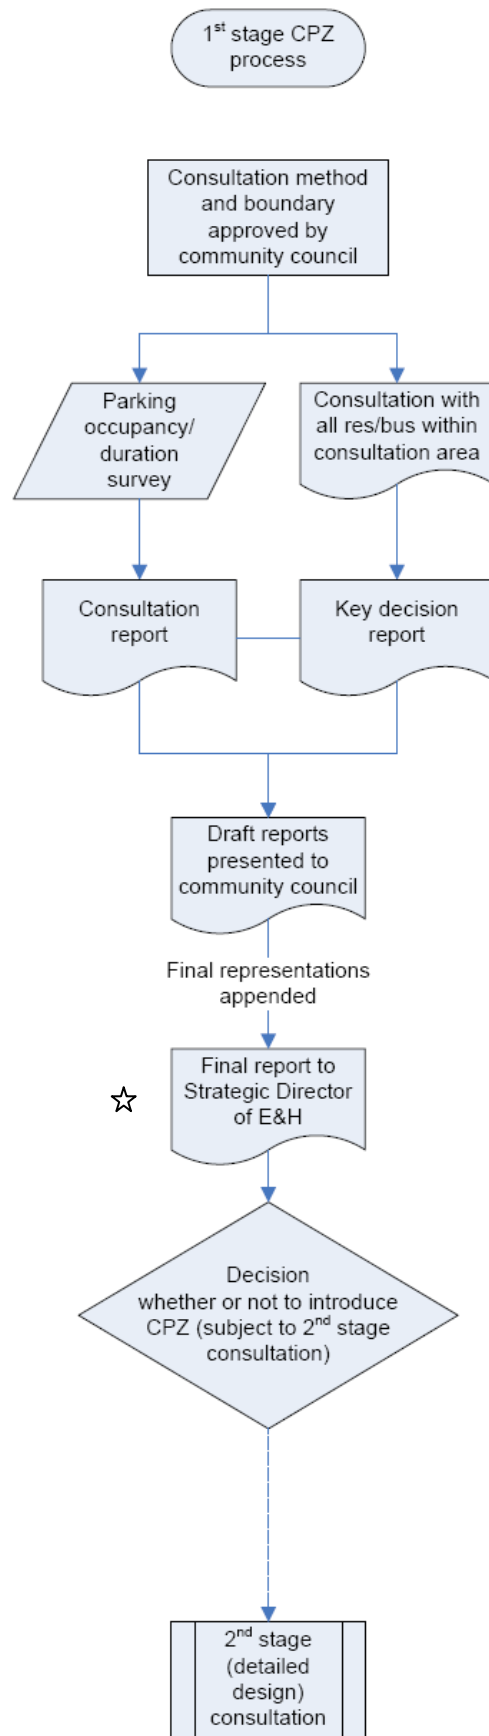 1st stage CPZ
process
Consultation method
and boundary
approved by
community council
Parking
occupancy/
duration
survey
Consultation with
all res/bus within
consultation area
Consultation
report
Key decision
report
Draft reports
presented to
community council
Final representations
appended
Final report to
Strategic Director
of E&H
Decision
whether or not to introduce
CPZ (subject to 2nd stage
consultation)
2nd stage
(detailed
design)
consultation